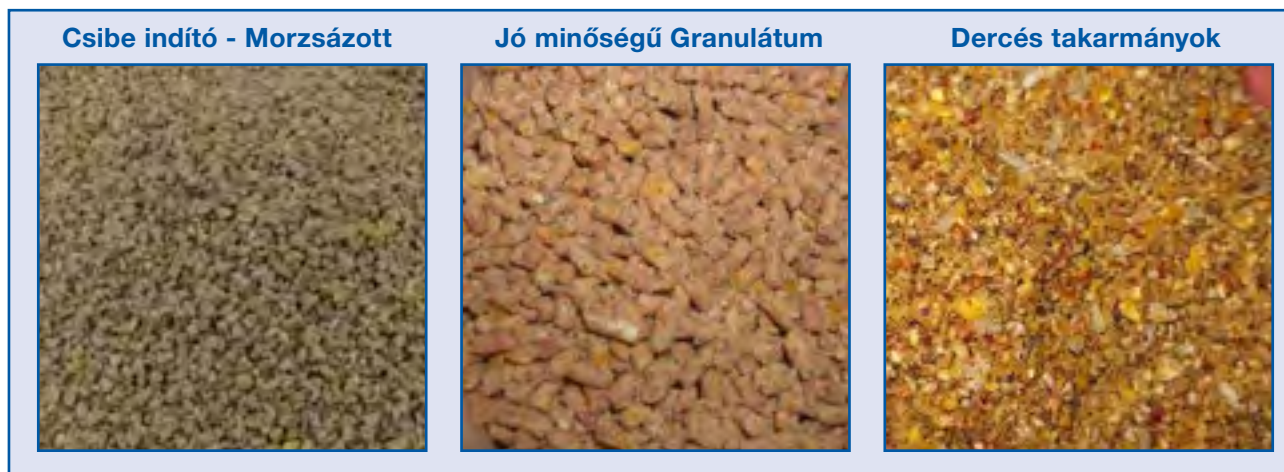 Csibe indító - Morzsázott
Jó minőségű Granulátum
Dercés takarmányok